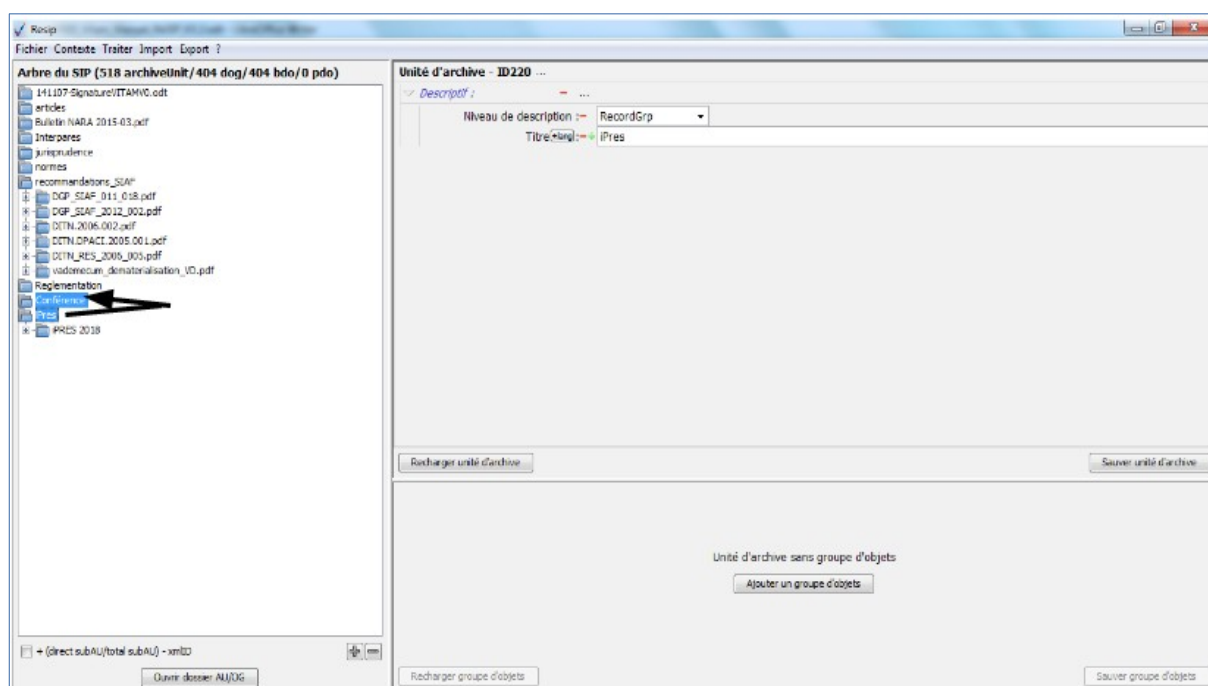 Resip
Fichier Contexte Traiter Import Export ?
Arbre du SIP (518 archiveUnit/404 dog/404 bdo/0 pdo)
141107-SignatureVITAMV0.odt
articles
Bulletin NARA 2015-03.pdf
Interpares
jurisprudence
normes
recommandations_SIAF
DGP_SIAF_011_018.pdf
DGP_SIAF_2012_002.pdf
DITN.2006.002.pdf
DITN.DPACI.2005.001.pdf
DITN_RES_2006_005.pdf
vademecum_dematerialisation_VD.pdf
Reglementation
Conférence
iPres
iPRES 2018
+ (direct subAU/total subAU) - xmlID
Ouvrir dossier AU/OG
Unité d'archive - ID220 ...
Descriptif : - ...
Niveau de description :- RecordGrp
Titre +lang :- + iPres
Recharger unité d'archive
Sauver unité d'archive
Unité d'archive sans groupe d'objets
Ajouter un groupe d'objets
Recharger groupe d'objets
Sauver groupe d'objets